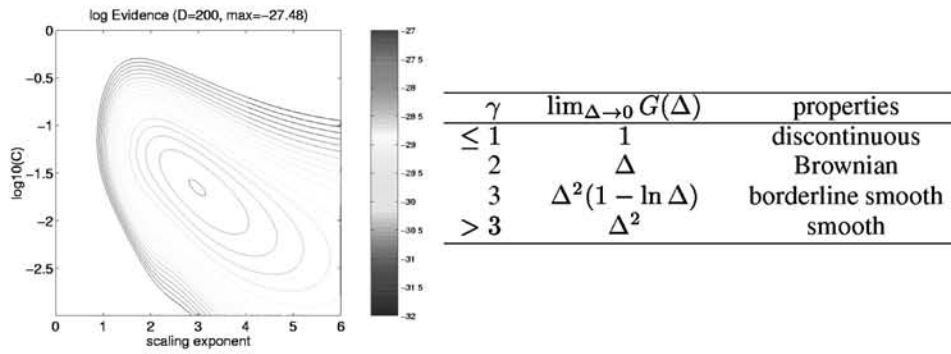 log Evidence (D=200, max=−27.48)
0
−0.5
−1
−1.5
−2
−2.5
log10(C)
0 1 2 3 4 5 6
scaling exponent
−27
−27.5
−28
−28.5
−29
−29.5
−30
−30.5
−31
−31.5
−32
γ lim Δ→0 G(Δ) properties
≤ 1 1 discontinuous
2 Δ Brownian
3 Δ²(1 − ln Δ) borderline smooth
> 3 Δ² smooth